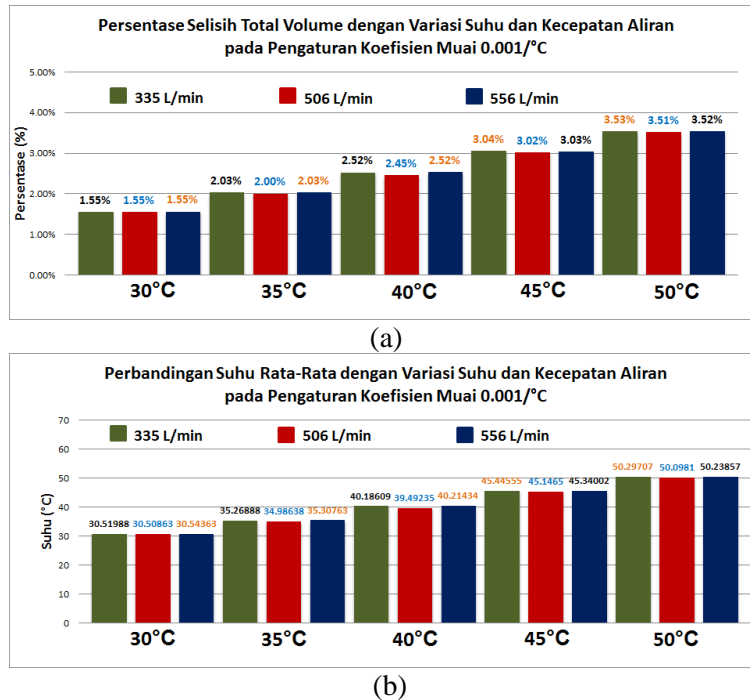 Persentase Selisih Total Volume dengan Variasi Suhu dan Kecepatan Aliran
pada Pengaturan Koefisien Muai 0.001/°C
5.00%
4.00%
3.00%
2.00%
1.00%
0.00%
Persentase (%)
335 L/min 506 L/min 556 L/min
1.55% 1.55% 1.55%
2.03% 2.00% 2.03%
2.52% 2.45% 2.52%
3.04% 3.02% 3.03%
3.53% 3.51% 3.52%
30°C 35°C 40°C 45°C 50°C
(a)
Perbandingan Suhu Rata-Rata dengan Variasi Suhu dan Kecepatan Aliran
pada Pengaturan Koefisien Muai 0.001/°C
70
60
50
40
30
20
10
0
Suhu (°C)
335 L/min 506 L/min 556 L/min
30.51988 30.50863 30.54363
35.26888 34.98638 35.30763
40.18609 39.49235 40.21434
45.44555 45.1465 45.34002
50.29707 50.0981 50.23857
30°C 35°C 40°C 45°C 50°C
(b)